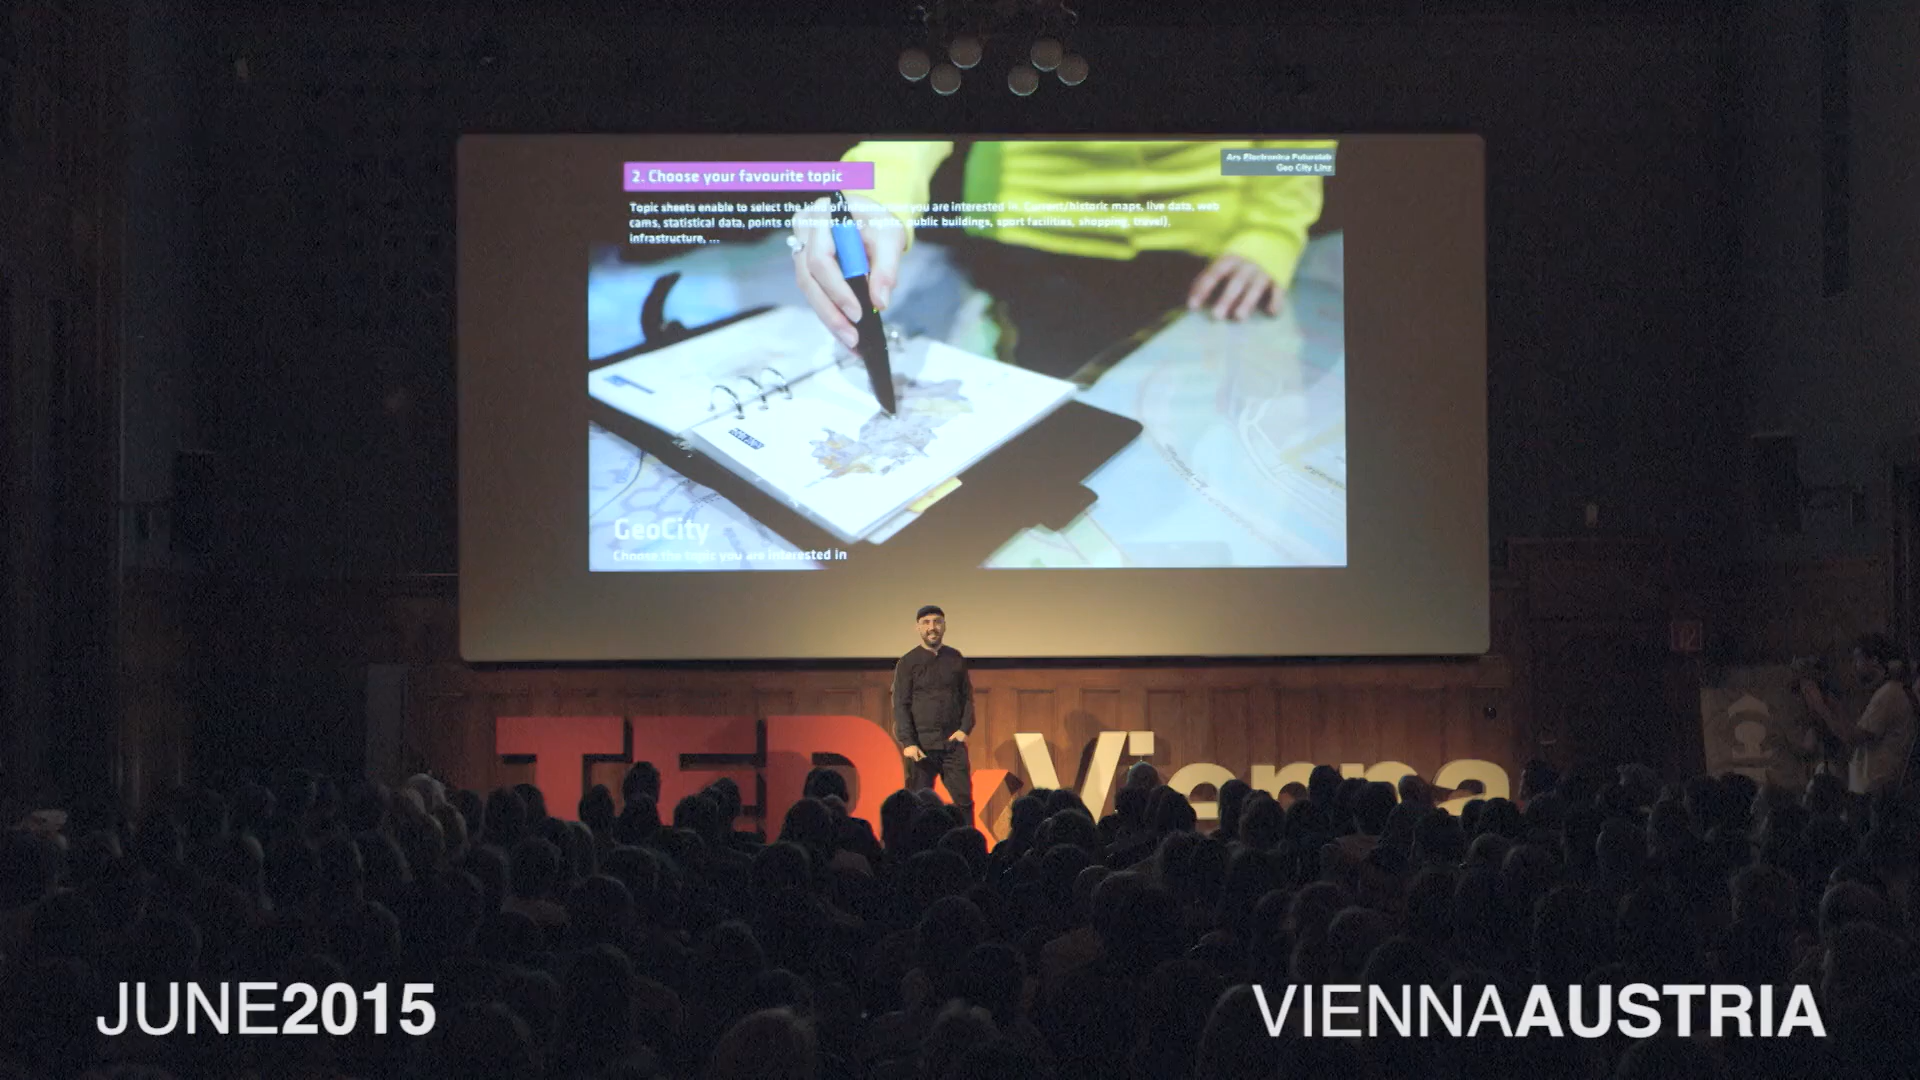 2. Choose your favourite topic
Ars Electronica Futurelab
Geo City Linz
Topic sheets enable to select the kind of you are interested in. Current/historic maps, live data, web
cams, statistical data, points of interest (e.g. sights, public buildings, sport facilities, shopping, travel),
infrastructure, ...
GeoCity
Choose the topic you are interested in
TEDxVienna
JUNE2015
VIENNAAUSTRIA